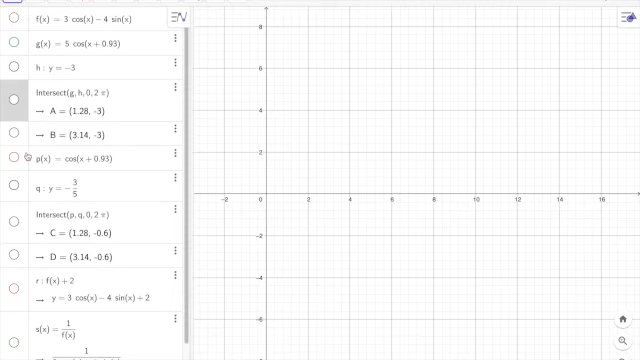 f(x) = 3 cos(x) − 4 sin(x)
g(x) = 5 cos(x + 0.93)
h : y = −3
Intersect(g, h, 0, 2 π)
→ A = (1.28, -3)
→ B = (3.14, -3)
p(x) = cos(x + 0.93)
q : y = − 3/5
Intersect(p, q, 0, 2 π)
→ C = (1.28, -0.6)
→ D = (3.14, -0.6)
r : f(x) + 2
→ y = 3 cos(x) − 4 sin(x) + 2
s(x) = 1/f(x)
→ 1
8
6
4
2
−2 0 2 4 6 8 10 12 14 16
−2
−4
−6
−8